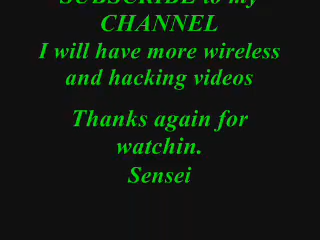 SUBSCRIBE to my
CHANNEL
I will have more wireless
and hacking videos
Thanks again for
watchin.
Sensei